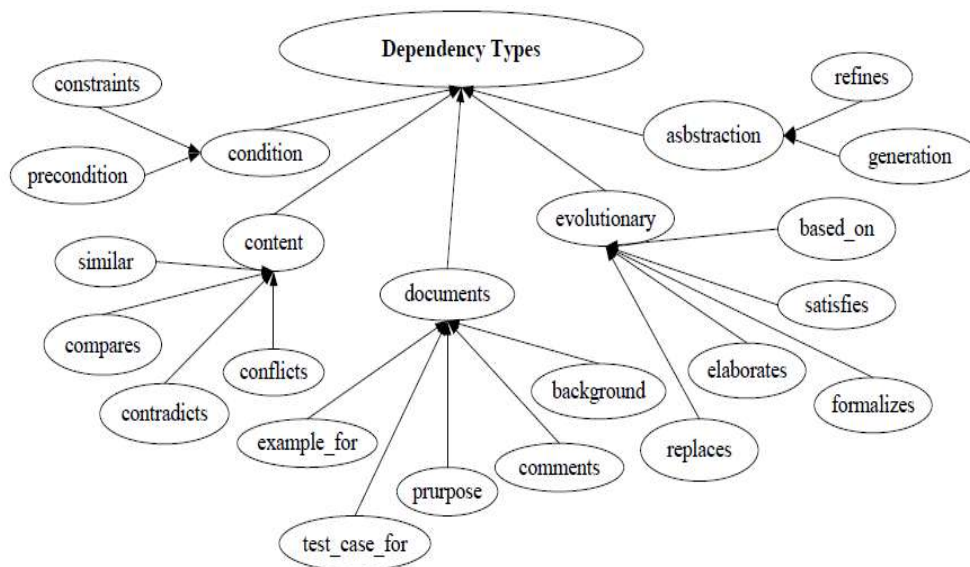 Dependency Types
constraints
refines
condition
asbstraction
precondition
generation
evolutionary
content
based_on
similar
documents
satisfies
compares
conflicts
elaborates
background
contradicts
formalizes
example_for
replaces
comments
prurpose
test_case_for